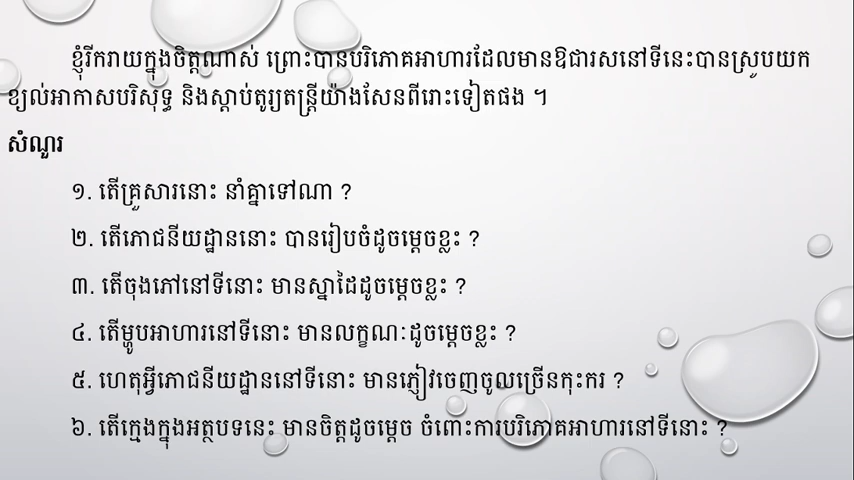 ខ្ញុំរីករាយក្នុងចិត្តណាស់ ព្រោះបានបរិភោគអាហារដែលមានឱជារសនៅទីនេះបានស្រូបយក
ខ្យល់អាកាសបរិសុទ្ធ និងស្ដាប់តូរ្យតន្ត្រីយ៉ាងសែនពីរោះទៀតផង ។
សំណួរ
១. តើគ្រួសារនោះ នាំគ្នាទៅណា ?
២. តើភោជនីយដ្ឋាននោះ បានរៀបចំដូចម្ដេចខ្លះ ?
៣. តើចុងភៅនៅទីនោះ មានស្នាដៃដូចម្ដេចខ្លះ ?
៤. តើម្ហូបអាហារនៅទីនោះ មានលក្ខណៈដូចម្ដេចខ្លះ ?
៥. ហេតុអ្វីភោជនីយដ្ឋាននៅទីនោះ មានភ្ញៀវចេញចូលច្រើនកុះករ ?
៦. តើក្មេងក្នុងអត្ថបទនេះ មានចិត្តដូចម្ដេច ចំពោះការបរិភោគអាហារនៅទីនោះ ?